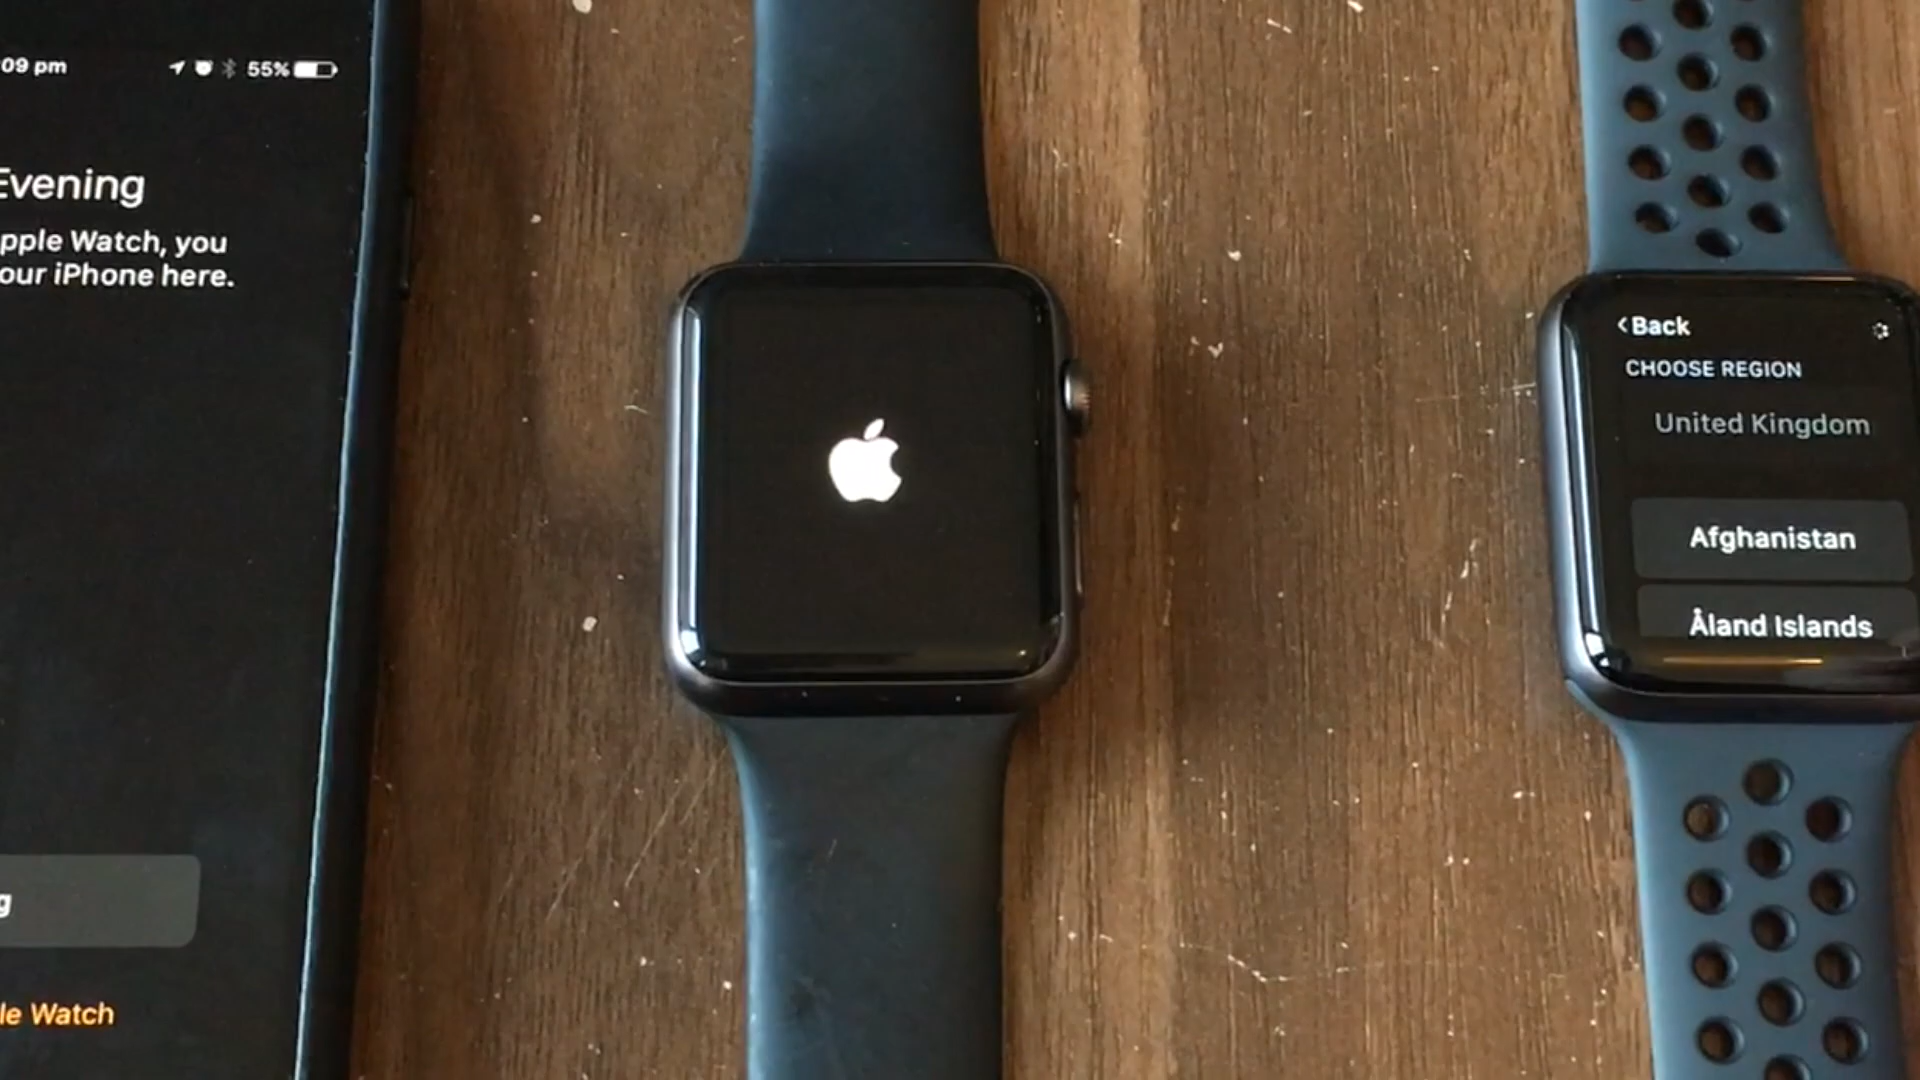 09 pm
55%
Evening
pple Watch, you
our iPhone here.
g
le Watch
Back
CHOOSE REGION
United Kingdom
Afghanistan
Åland Islands